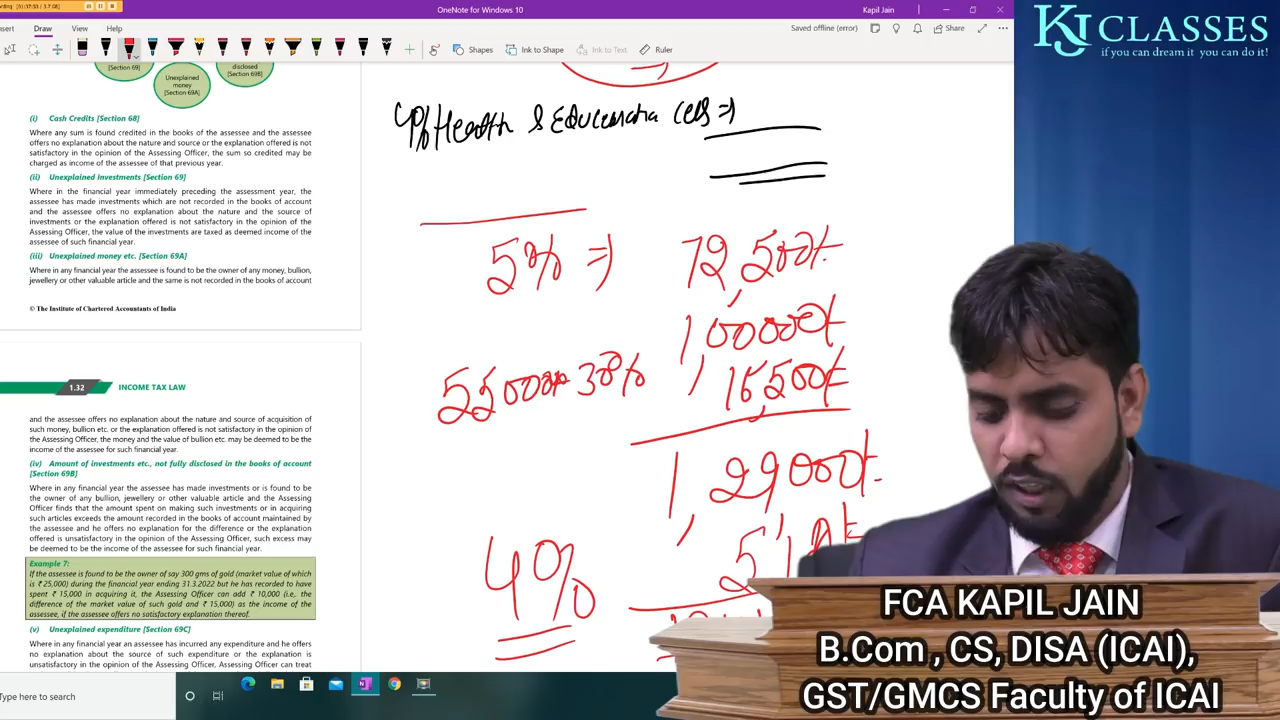 OneNote for Windows 10
Kapil Jain
Insert Draw View Help
Saved offline (error)
Share
Shapes Ink to Shape Ink to Text Ruler
KJ CLASSES
if you can dream it you can do it!
[Section 69]
Unexplained
money
[Section 69A]
disclosed
[Section 69B]
(i) Cash Credits [Section 68]
Where any sum is found credited in the books of the assessee and the assessee
offers no explanation about the nature and source or the explanation offered is not
satisfactory in the opinion of the Assessing Officer, the sum so credited may be
charged as income of the assessee of that previous year.
(ii) Unexplained Investments [Section 69]
Where in the financial year immediately preceding the assessment year, the
assessee has made investments which are not recorded in the books of account
and the assessee offers no explanation about the nature and the source of
investments or the explanation offered is not satisfactory in the opinion of the
Assessing Officer, the value of the investments are taxed as deemed income of the
assessee of such financial year.
(iii) Unexplained money etc. [Section 69A]
Where in any financial year the assessee is found to be the owner of any money, bullion,
jewellery or other valuable article and the same is not recorded in the books of account
© The Institute of Chartered Accountants of India
1.32 INCOME TAX LAW
and the assessee offers no explanation about the nature and source of acquisition of
such money, bullion etc. or the explanation offered is not satisfactory in the opinion of
the Assessing Officer, the money and the value of bullion etc. may be deemed to be the
income of the assessee for such financial year.
(iv) Amount of investments etc., not fully disclosed in the books of account
[Section 69B]
Where in any financial year the assessee has made investments or is found to be
the owner of any bullion, jewellery or other valuable article and the Assessing
Officer finds that the amount spent on making such investments or in acquiring
such articles exceeds the amount recorded in the books of account maintained by
the assessee and he offers no explanation for the difference or the explanation
offered is unsatisfactory in the opinion of the Assessing Officer, such excess may
be deemed to be the income of the assessee for such financial year.
Example 7:
If the assessee is found to be the owner of say 300 gms of gold (market value of which
is ₹ 25,000) during the financial year ending 31.3.2022 but he has recorded to have
spent ₹ 15,000 in acquiring it, the Assessing Officer can add ₹ 10,000 (i.e., the
difference of the market value of such gold and ₹ 15,000) as the income of the
assessee, if the assessee offers no satisfactory explanation thereof.
(v) Unexplained expenditure [Section 69C]
Where in any financial year an assessee has incurred any expenditure and he offers
no explanation about the source of such expenditure or the explanation is
unsatisfactory in the opinion of the Assessing Officer, Assessing Officer can treat
4% Health & Education Cess ⇒
5% ⇒ 12,500/-
1,00000/-
55000* 30% 16,500/-
1,29000/-
4%
FCA KAPIL JAIN
B.Com , CS, DISA (ICAI),
GST/GMCS Faculty of ICAI
Type here to search